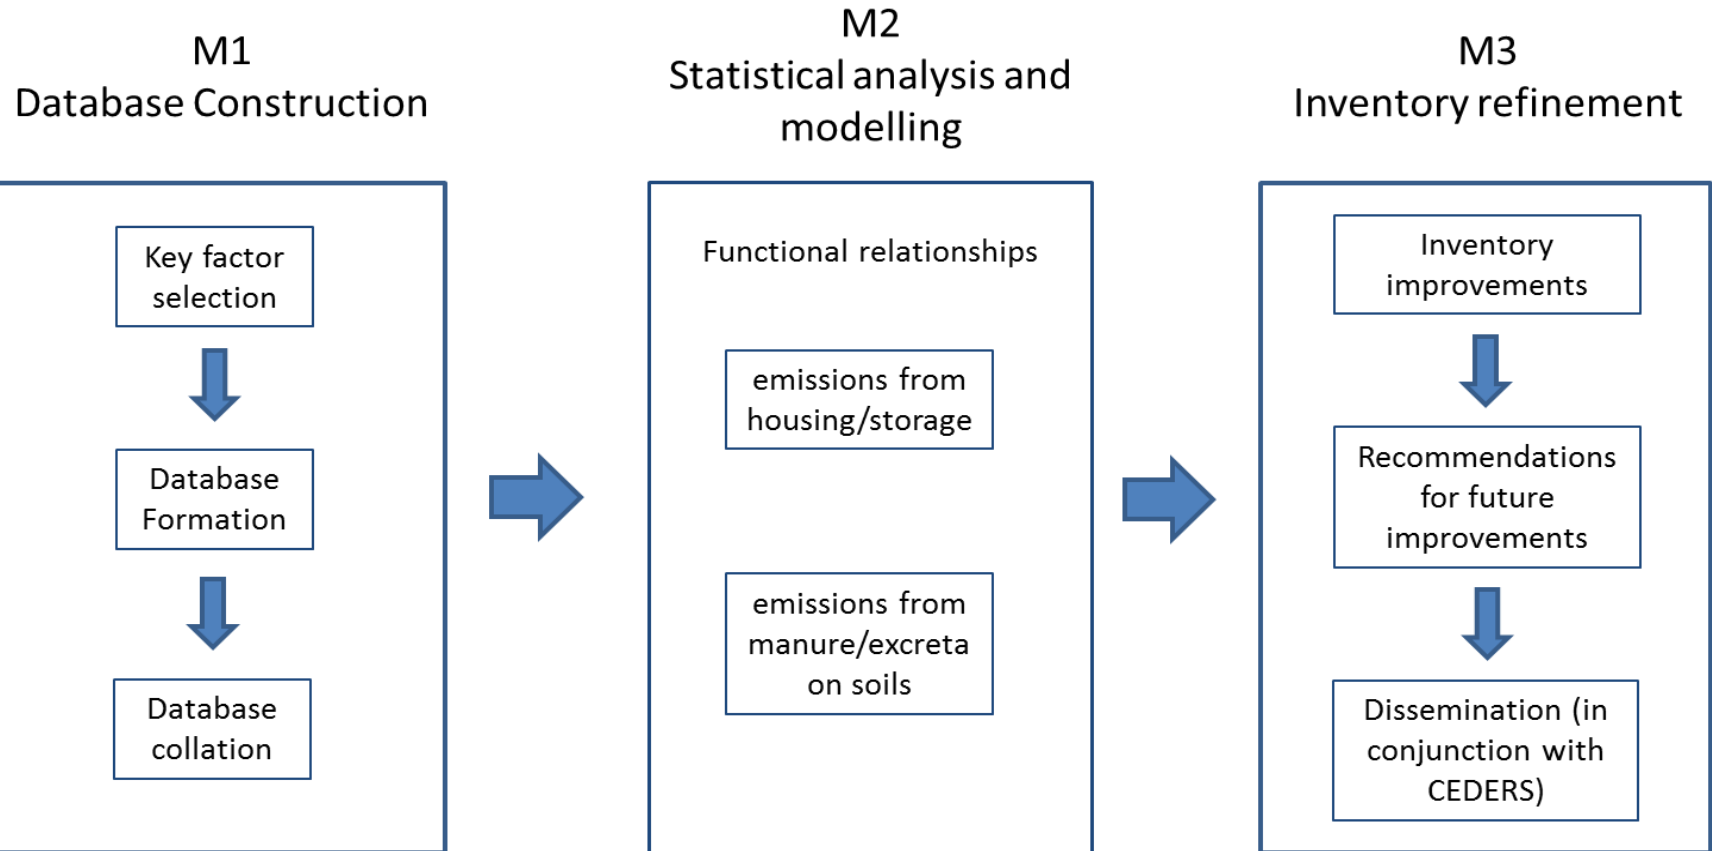 M1
Database Construction
Key factor
selection
Database
Formation
Database
collation
M2
Statistical analysis and
modelling
Functional relationships
emissions from
housing/storage
emissions from
manure/excreta
on soils
M3
Inventory refinement
Inventory
improvements
Recommendations
for future
improvements
Dissemination (in
conjunction with
CEDERS)